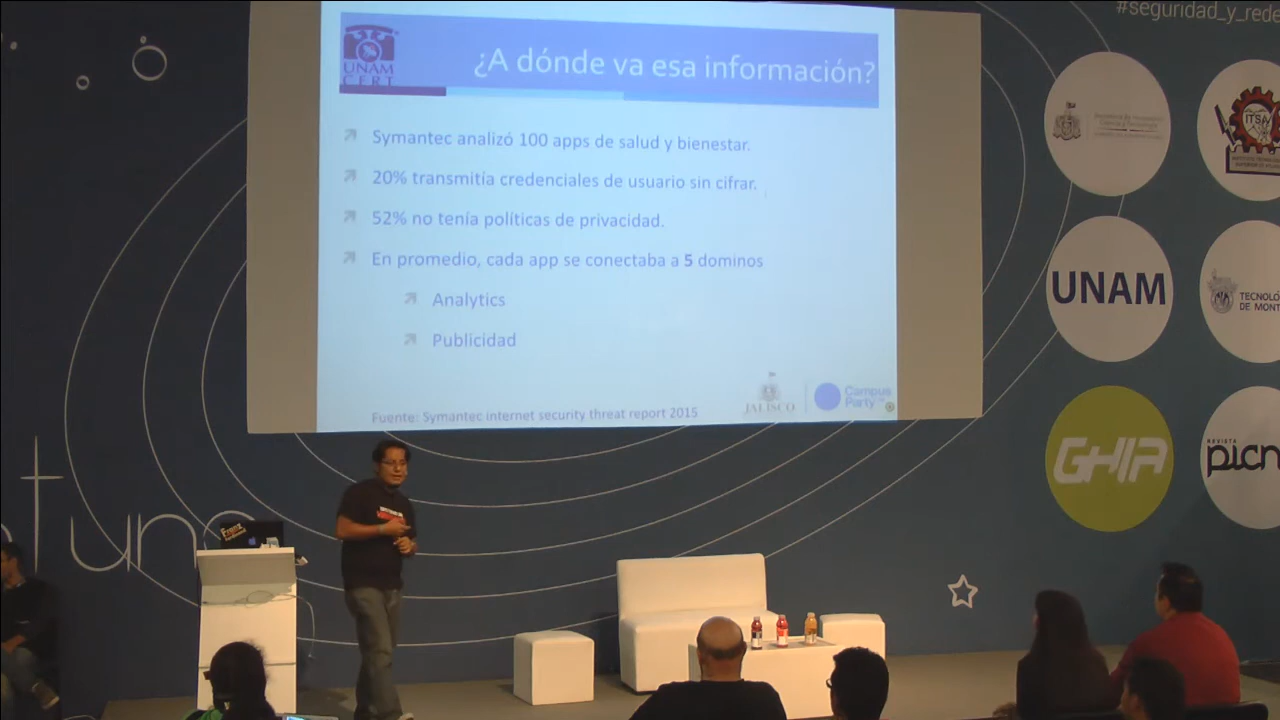 #seguridad_y_rede
UNAM
CERT
¿A dónde va esa información?
Symantec analizó 100 apps de salud y bienestar.
20% transmitía credenciales de usuario sin cifrar.
52% no tenía políticas de privacidad.
En promedio, cada app se conectaba a 5 dominos
Analytics
Publicidad
JALISCO
Campus
Party
Fuente: Symantec internet security threat report 2015
ITSA
UNAM
TECNOLÓ
DE MONT
GHIA
REVISTA
picn
tun